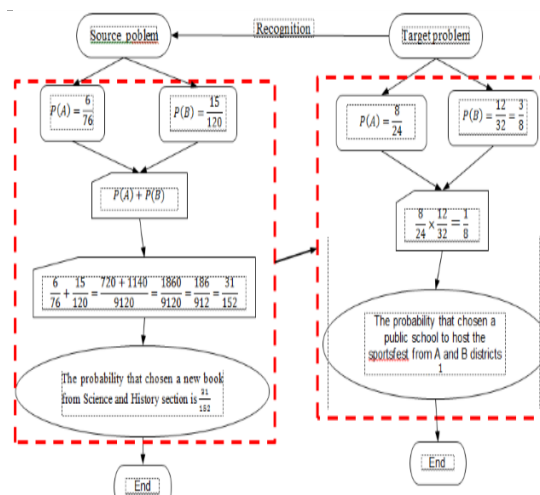 Source poblem
Recognition
Target problem
P(A) = 6/76
P(B) = 15/120
P(A) + P(B)
6/76 + 15/120 = 720 + 1140/9120 = 1860/9120 = 186/912 = 31/152
The probability that chosen a new book
from Science and History section is 31/152
End
P(A) = 8/24
P(B) = 12/32 = 3/8
8/24 × 12/32 = 1/8
The probability that chosen a
public school to host the
sportsfest from A and B districts
1
End